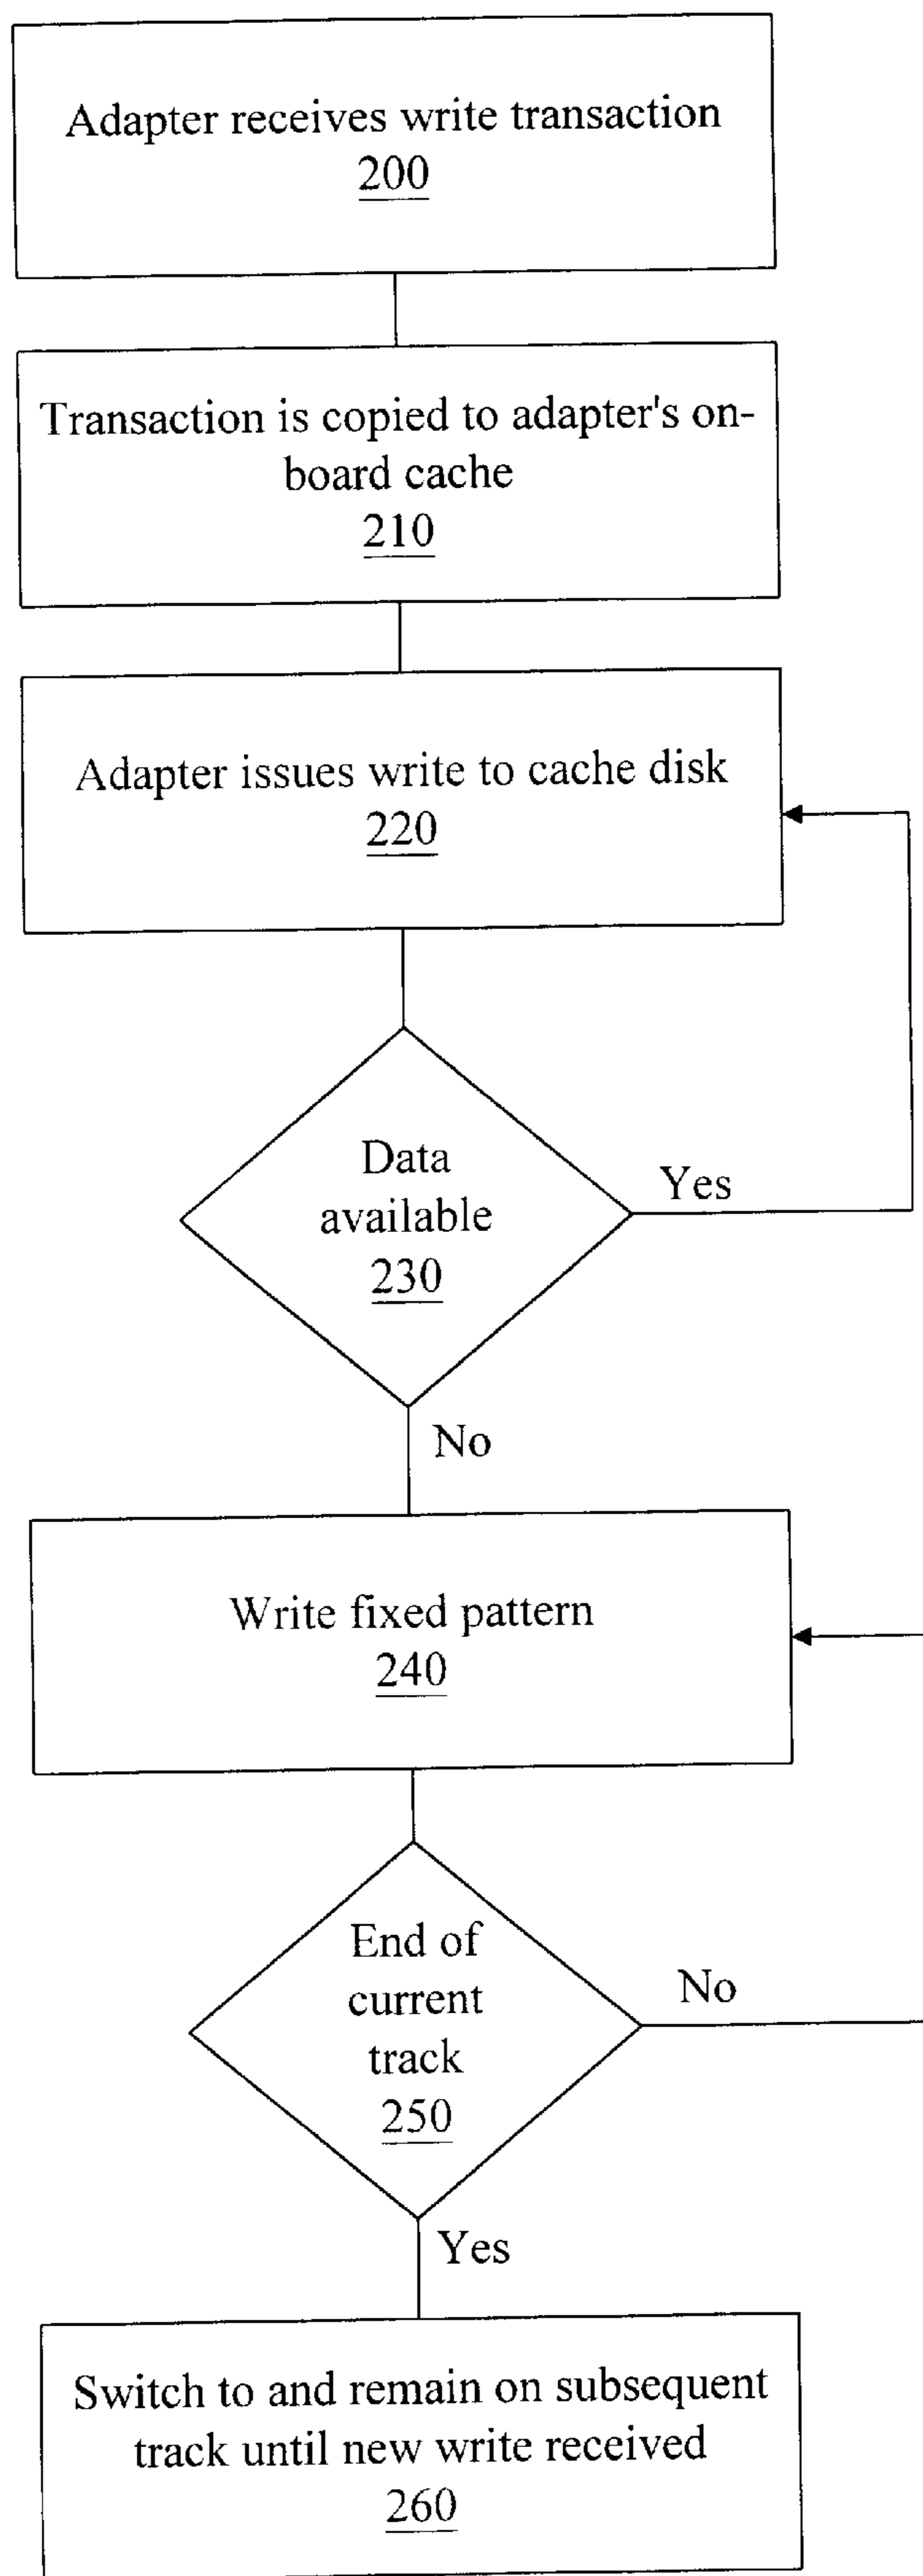 Adapter receives write transaction
200
Transaction is copied to adapter's on-
board cache
210
Adapter issues write to cache disk
220
Data
available
230
Yes
No
Write fixed pattern
240
End of
current
track
250
No
Yes
Switch to and remain on subsequent
track until new write received
260